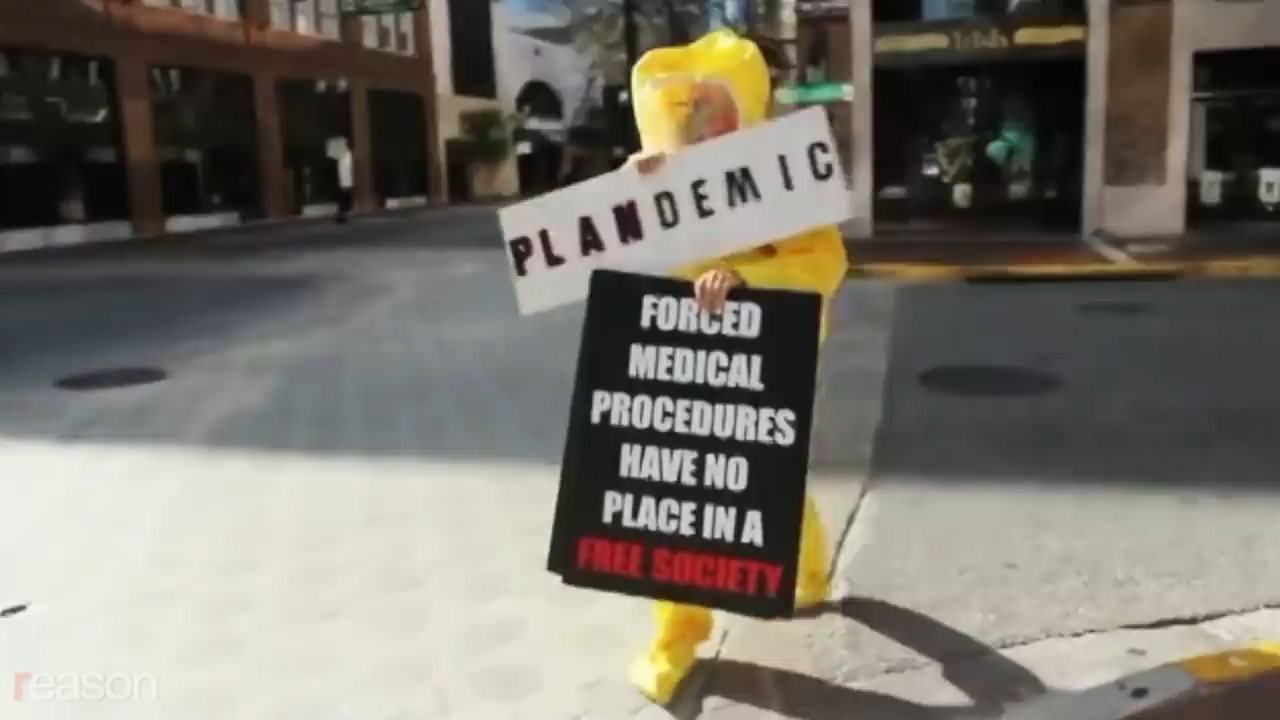 PLANDEMIC
FORCED
MEDICAL
PROCEDURES
HAVE NO
PLACE IN A
FREE SOCIETY
reason